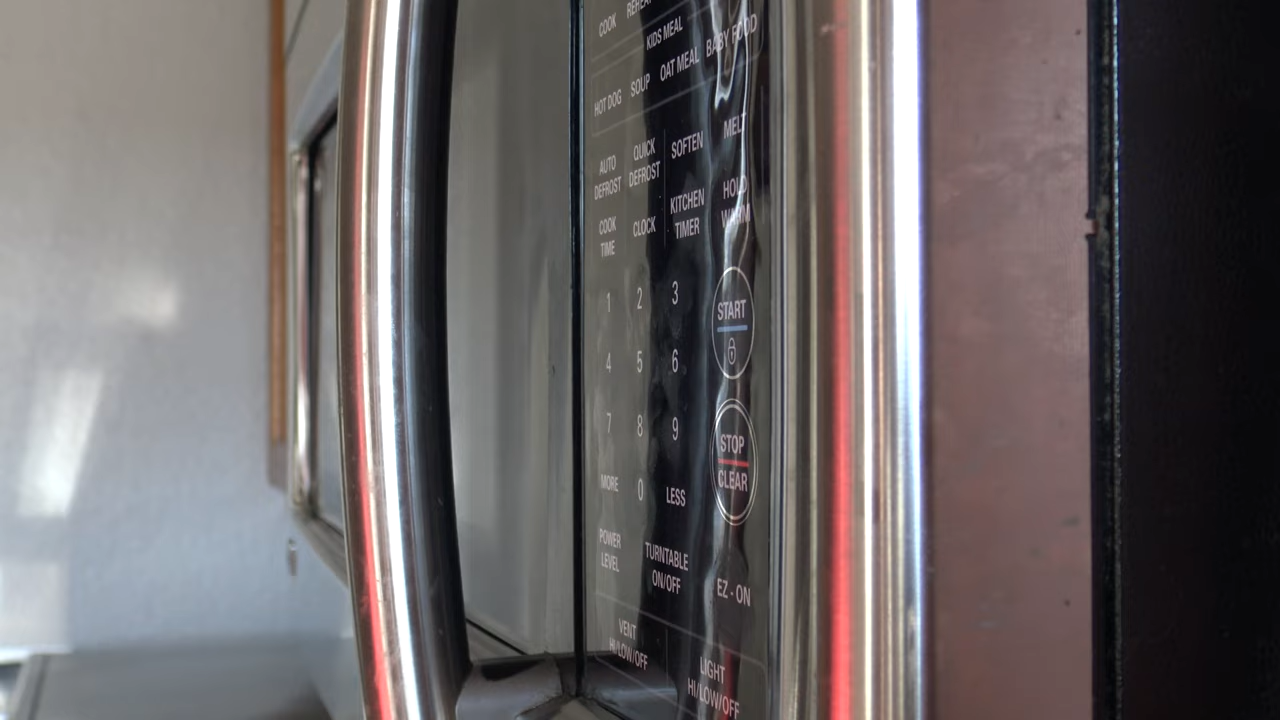 COOK
KIDS MEAL
HOT DOG SOUP OAT MEAL BABY FOOD
AUTO DEFROST
QUICK DEFROST
SOFTEN
MELT
COOK TIME
CLOCK
KITCHEN TIMER
HOLD WARM
1 2 3
START
4 5 6
7 8 9
STOP
CLEAR
MORE 0 LESS
POWER LEVEL
TURNTABLE ON/OFF
EZ - ON
VENT
HI/LOW/OFF
LIGHT
HI/LOW/OFF